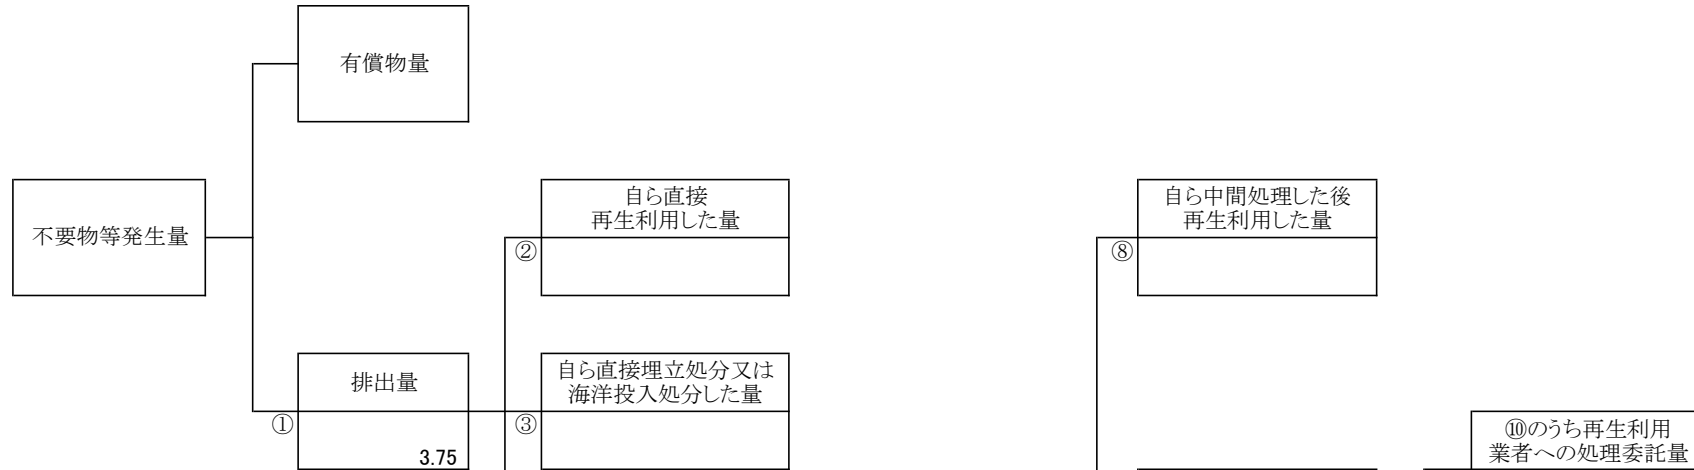 有償物量
不要物等発生量
自ら直接
再生利用した量
②
自ら中間処理した後
再生利用した量
⑧
排出量
①
3.75
自ら直接埋立処分又は
海洋投入処分した量
③
⑩のうち再生利用
業者への処理委託量